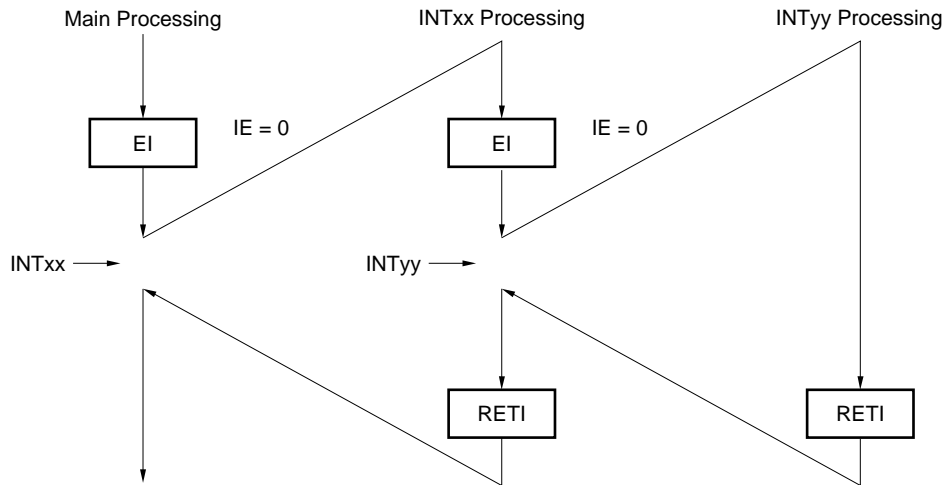 Main Processing
INTxx Processing
INTyy Processing
EI
IE = 0
EI
IE = 0
INTxx
INTyy
RETI
RETI